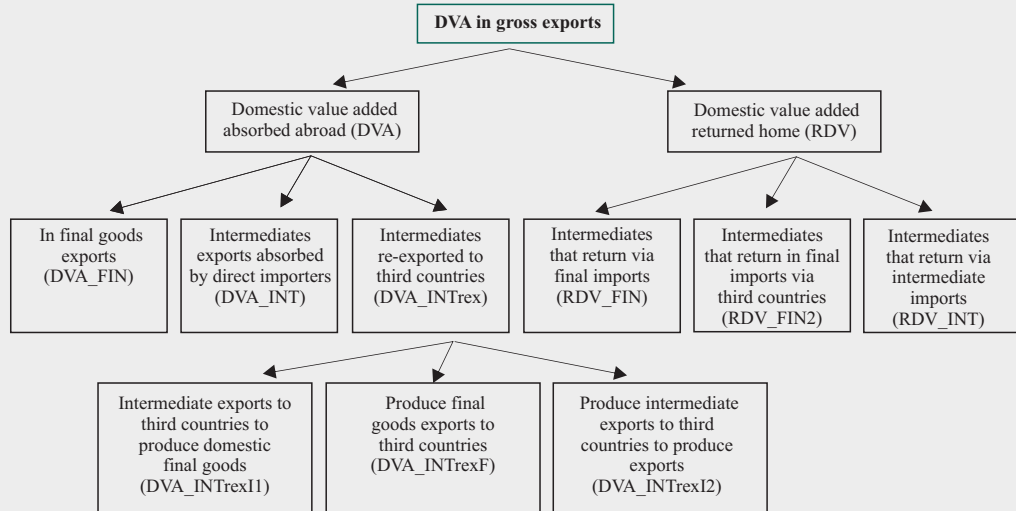 DVA in gross exports
Domestic value added
absorbed abroad (DVA)
Domestic value added
returned home (RDV)
In final goods
exports
(DVA_FIN)
Intermediates
exports absorbed
by direct importers
(DVA_INT)
Intermediates
re-exported to
third countries
(DVA_INTrex)
Intermediates
that return via
final imports
(RDV_FIN)
Intermediates
that return in final
imports via
third countries
(RDV_FIN2)
Intermediates
that return via
intermediate
imports
(RDV_INT)
Intermediate exports to
third countries to
produce domestic
final goods
(DVA_INTrexI1)
Produce final
goods exports to
third countries
(DVA_INTrexF)
Produce intermediate
exports to third
countries to produce
exports
(DVA_INTrexI2)